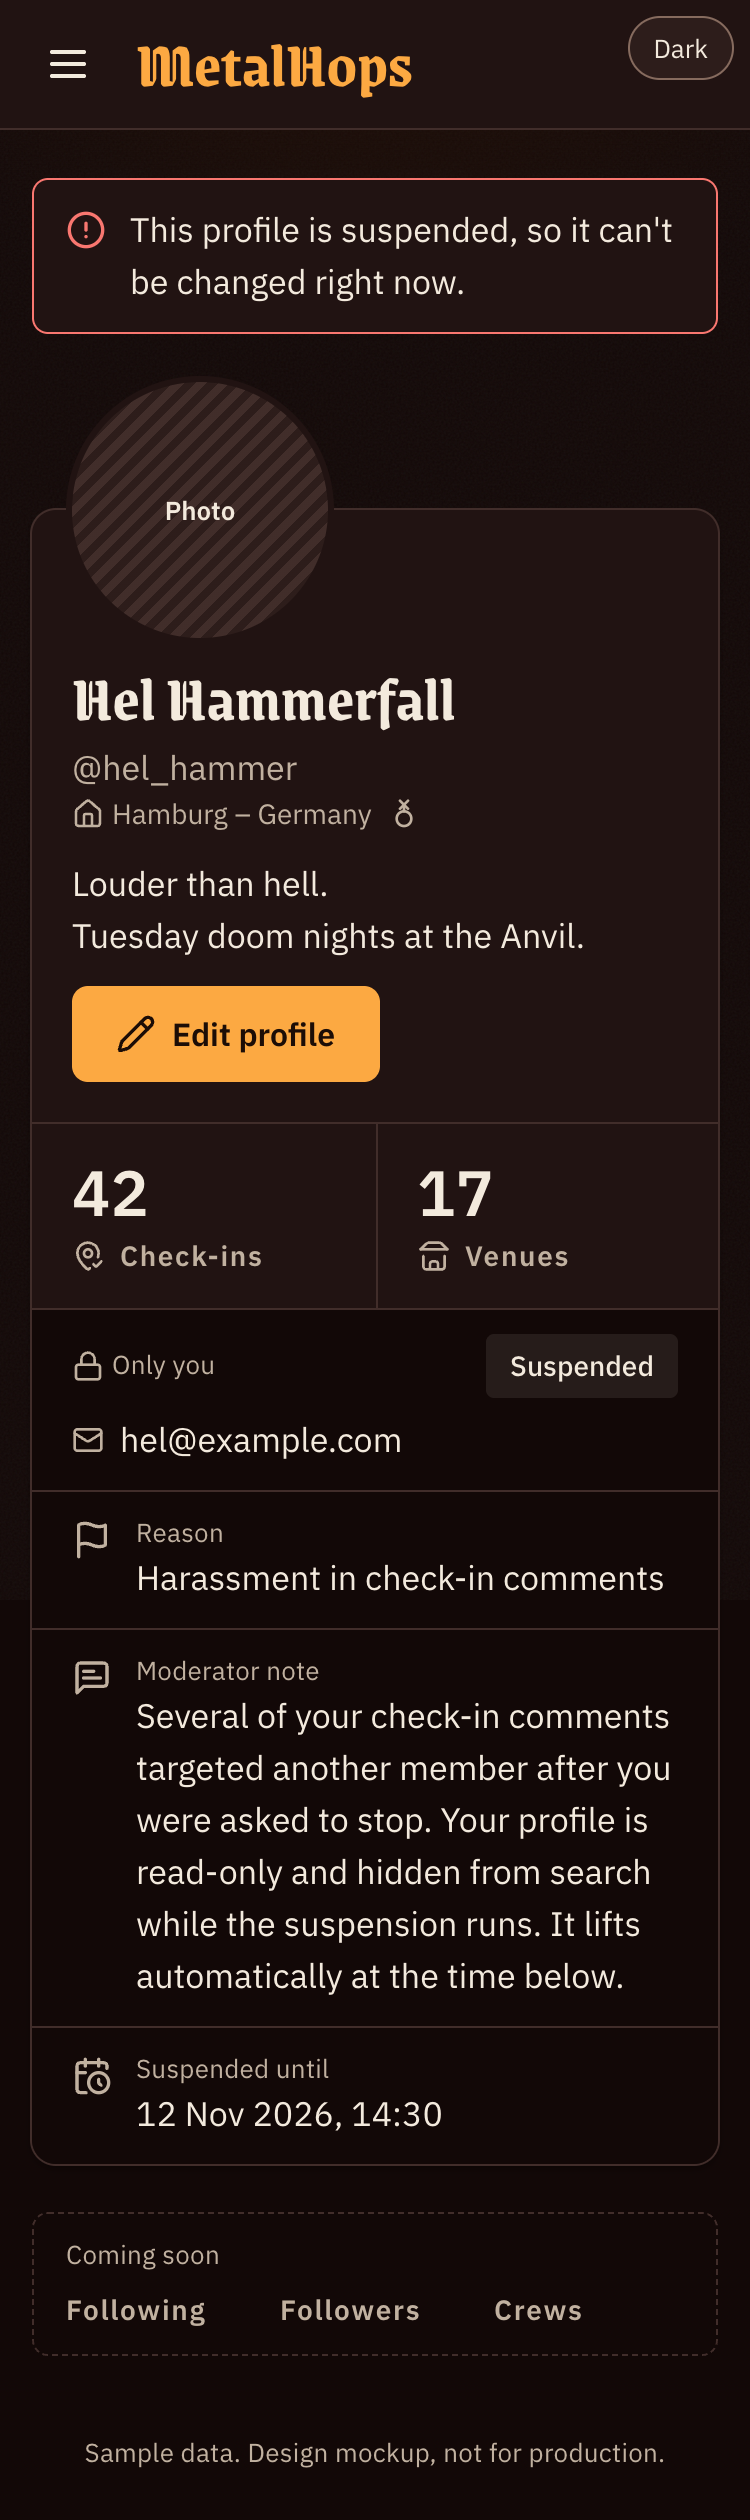 MetalHops
Dark
This profile is suspended, so it can't
be changed right now.
Photo
Hel Hammerfall
@hel_hammer
Hamburg – Germany
Louder than hell.
Tuesday doom nights at the Anvil.
Edit profile
42
Check-ins
17
Venues
Only you
Suspended
hel@example.com
Reason
Harassment in check-in comments
Moderator note
Several of your check-in comments
targeted another member after you
were asked to stop. Your profile is
read-only and hidden from search
while the suspension runs. It lifts
automatically at the time below.
Suspended until
12 Nov 2026, 14:30
Coming soon
Following Followers Crews
Sample data. Design mockup, not for production.